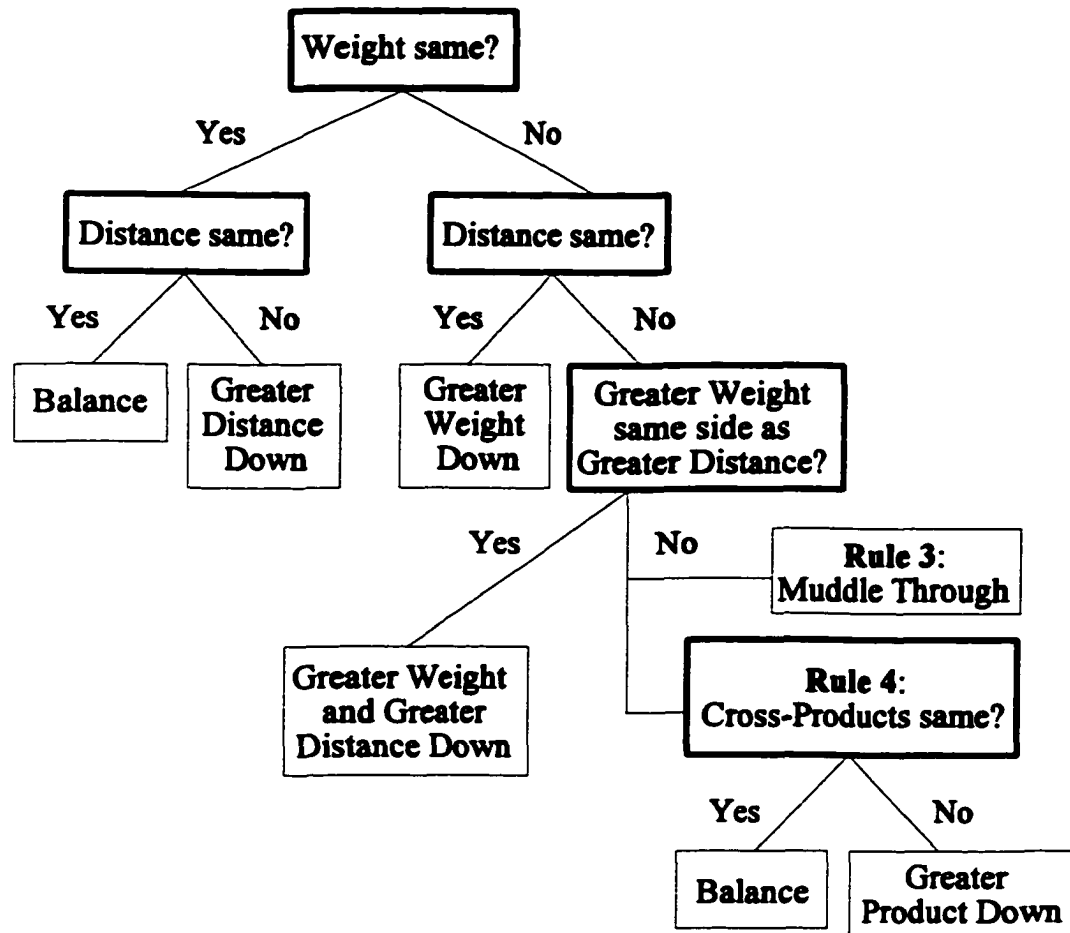 Weight same?
Yes
No
Distance same?
Distance same?
Yes
No
Yes
No
Balance
Greater
Distance
Down
Greater
Weight
Down
Greater Weight
same side as
Greater Distance?
Yes
No
Rule 3:
Muddle Through
Greater Weight
and Greater
Distance Down
Rule 4:
Cross-Products same?
Yes
No
Balance
Greater
Product Down